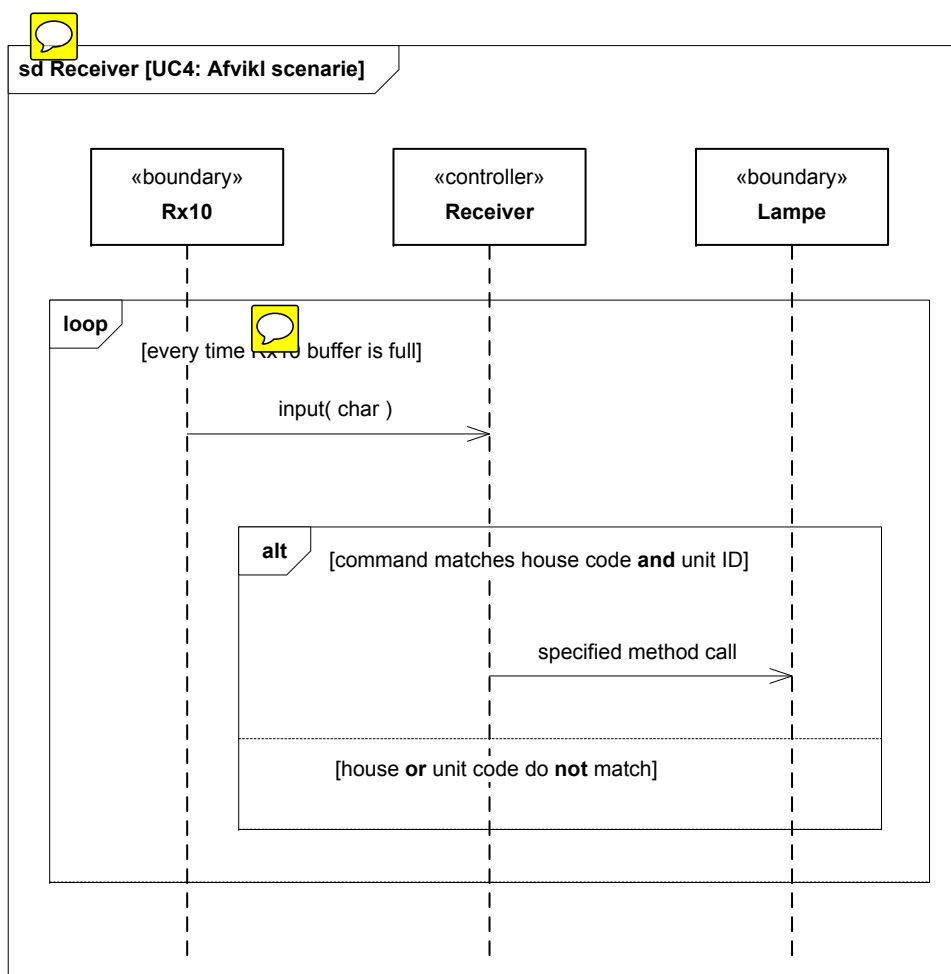 sd Receiver [UC4: Afvikl scenarie]
«boundary»
Rx10
«controller»
Receiver
«boundary»
Lampe
loop
[every time Rx10 buffer is full]
input( char )
alt
[command matches house code and unit ID]
specified method call
[house or unit code do not match]